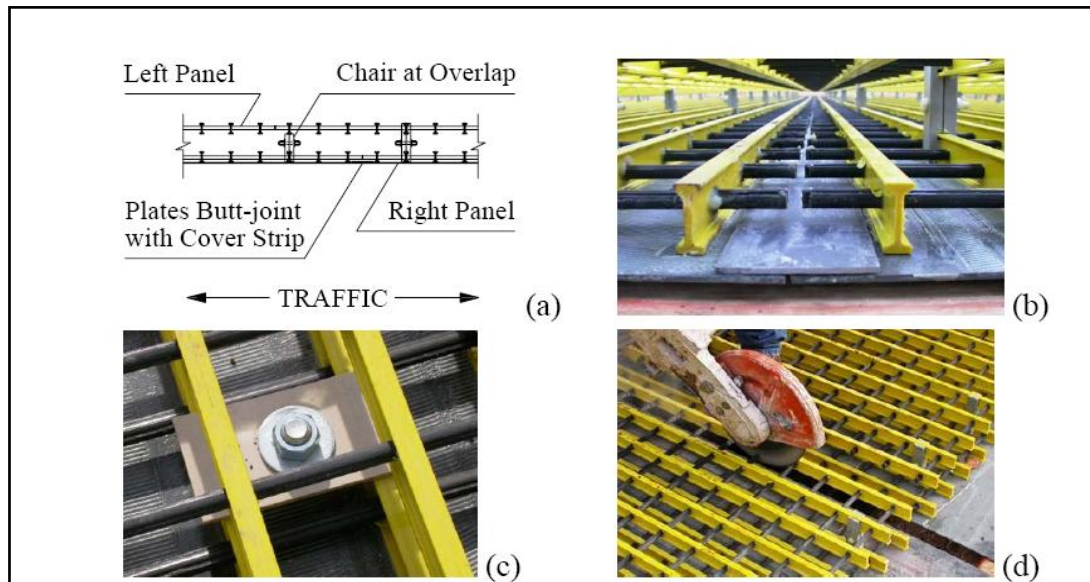 Left Panel
Chair at Overlap
Plates Butt-joint
with Cover Strip
Right Panel
TRAFFIC
(a)
(b)
(c)
(d)